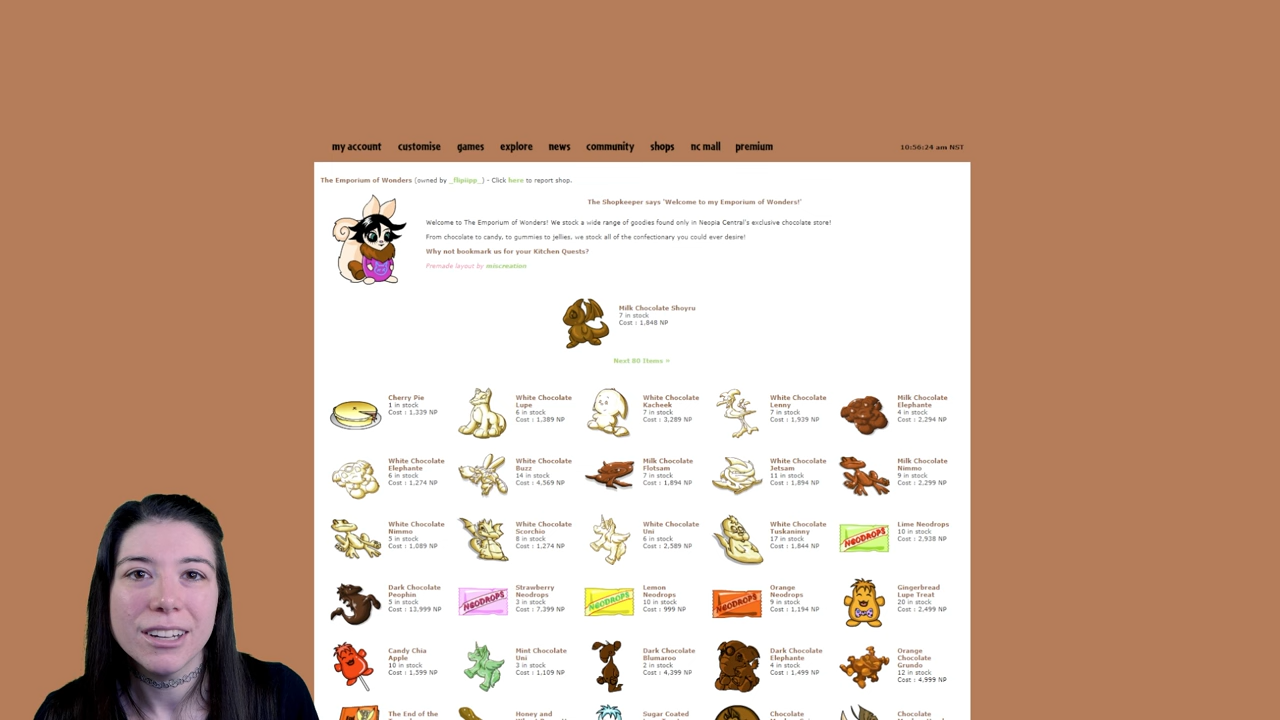 my account customise games explore news community shops nc mall premium 10:56:24 am NST
The Emporium of Wonders (owned by _flipiipp_) - Click here to report shop.
The Shopkeeper says 'Welcome to my Emporium of Wonders!'
Welcome to The Emporium of Wonders! We stock a wide range of goodies found only in Neopia Central's exclusive chocolate store!
From chocolate to candy, to gummies to jellies, we stock all of the confectionary you could ever desire!
Why not bookmark us for your Kitchen Quests?
Premade layout by miscreation
Milk Chocolate Shoyru
7 in stock
Cost : 1,848 NP
Next 80 Items »
Cherry Pie
1 in stock
Cost : 1,339 NP
White Chocolate
Lupe
6 in stock
Cost : 1,389 NP
White Chocolate
Kacheek
7 in stock
Cost : 3,289 NP
White Chocolate
Lenny
7 in stock
Cost : 1,939 NP
Milk Chocolate
Elephante
4 in stock
Cost : 2,294 NP
White Chocolate
Elephante
6 in stock
Cost : 1,274 NP
White Chocolate
Buzz
14 in stock
Cost : 4,369 NP
Milk Chocolate
Flotsam
7 in stock
Cost : 1,894 NP
White Chocolate
Jetsam
11 in stock
Cost : 1,894 NP
Milk Chocolate
Nimmo
9 in stock
Cost : 2,299 NP
White Chocolate
Nimmo
5 in stock
Cost : 1,089 NP
White Chocolate
Scorchio
8 in stock
Cost : 1,274 NP
White Chocolate
Uni
6 in stock
Cost : 2,589 NP
White Chocolate
Tuskaninny
17 in stock
Cost : 1,844 NP
NEODROPS
Lime Neodrops
10 in stock
Cost : 2,938 NP
Dark Chocolate
Peophin
5 in stock
Cost : 13,999 NP
NEODROPS
Strawberry
Neodrops
3 in stock
Cost : 7,399 NP
NEODROPS
Lemon
Neodrops
10 in stock
Cost : 999 NP
NEODROPS
Orange
Neodrops
9 in stock
Cost : 1,194 NP
Gingerbread
Lupe Treat
20 in stock
Cost : 2,499 NP
Candy Chia
Apple
10 in stock
Cost : 1,599 NP
Mint Chocolate
Uni
3 in stock
Cost : 1,109 NP
Dark Chocolate
Blumaroo
2 in stock
Cost : 4,399 NP
Dark Chocolate
Elephante
4 in stock
Cost : 1,499 NP
Orange
Chocolate
Grundo
12 in stock
Cost : 4,999 NP
The End of the
Honey and
Sugar Coated
Chocolate
Chocolate